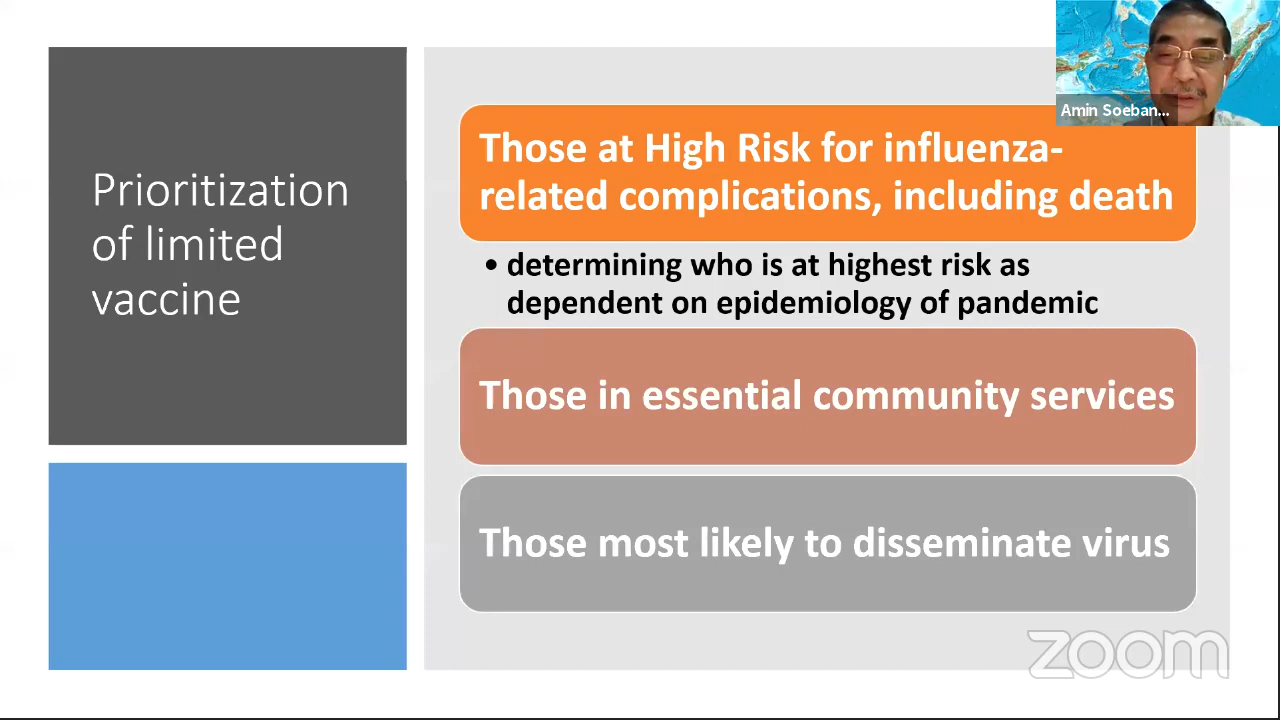 Prioritization
of limited
vaccine
Those at High Risk for influenza-
related complications, including death
• determining who is at highest risk as
dependent on epidemiology of pandemic
Those in essential community services
Those most likely to disseminate virus
Amin Soeban...
zoom